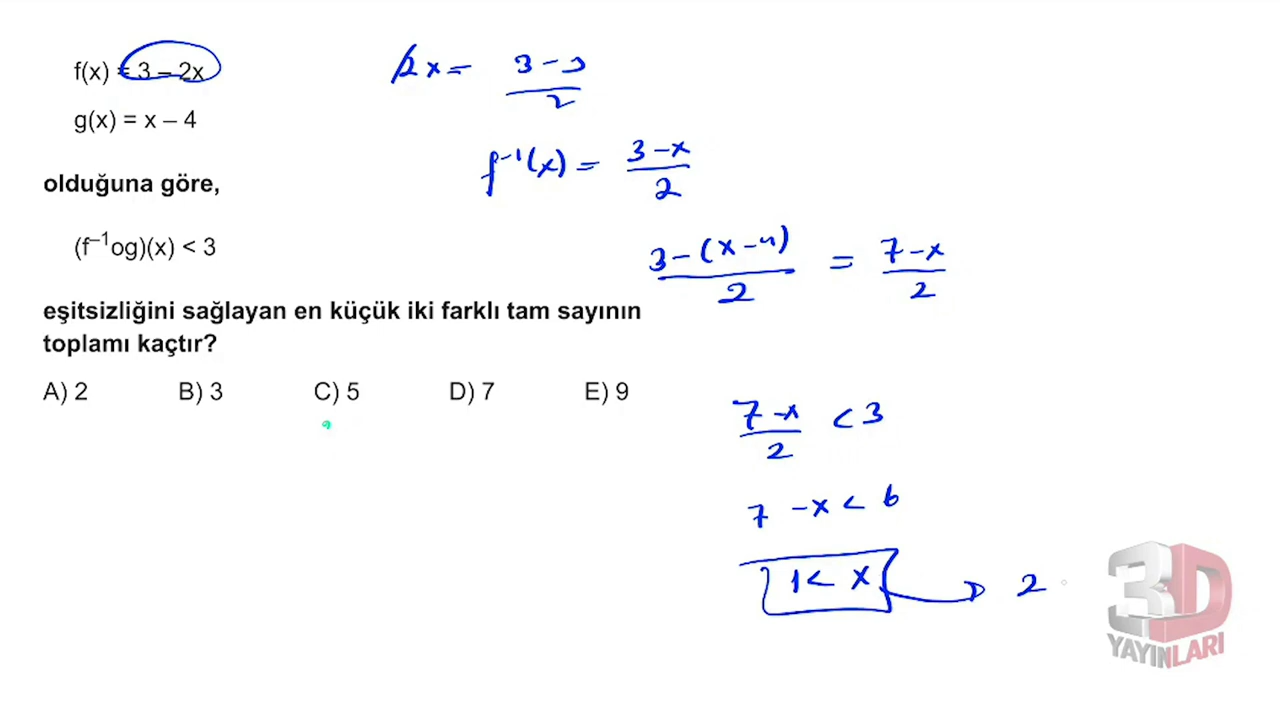 f(x) = 3 – 2x
g(x) = x – 4
olduğuna göre,
(f⁻¹og)(x) < 3
eşitsizliğini sağlayan en küçük iki farklı tam sayının
toplamı kaçtır?
A) 2 B) 3 C) 5 D) 7 E) 9
2x = 3 - / 2
f⁻¹(x) = 3-x / 2
3-(x-4) / 2 = 7-x / 2
7-x / 2 < 3
7 -x < 6
1 < x → 2
3D
YAYINLARI